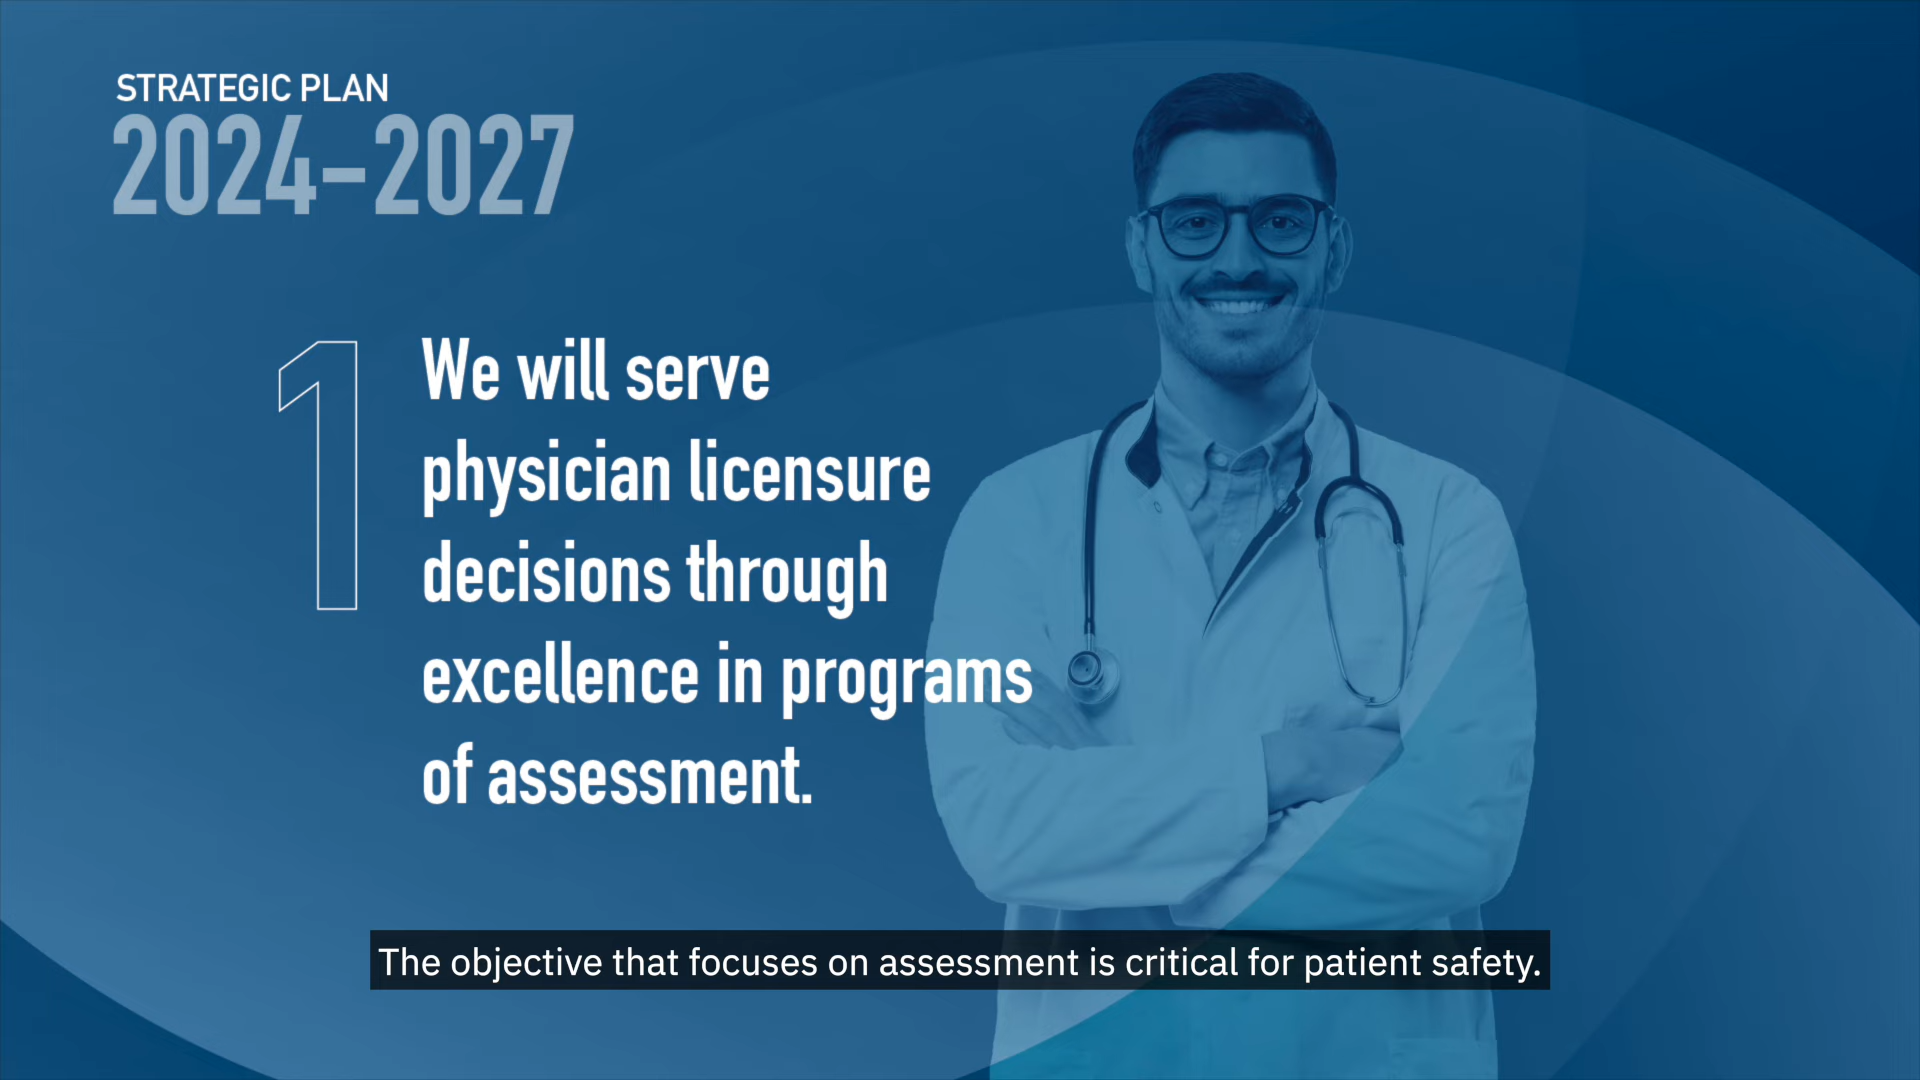 STRATEGIC PLAN
2024–2027
1
We will serve
physician licensure
decisions through
excellence in programs
of assessment.
The objective that focuses on assessment is critical for patient safety.